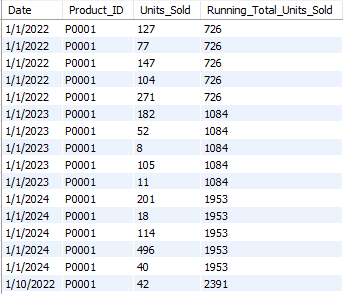 Date Product_ID Units_Sold Running_Total_Units_Sold
1/1/2022 P0001 127 726
1/1/2022 P0001 77 726
1/1/2022 P0001 147 726
1/1/2022 P0001 104 726
1/1/2022 P0001 271 726
1/1/2023 P0001 182 1084
1/1/2023 P0001 52 1084
1/1/2023 P0001 8 1084
1/1/2023 P0001 105 1084
1/1/2023 P0001 11 1084
1/1/2024 P0001 201 1953
1/1/2024 P0001 18 1953
1/1/2024 P0001 114 1953
1/1/2024 P0001 496 1953
1/1/2024 P0001 40 1953
1/10/2022 P0001 42 2391